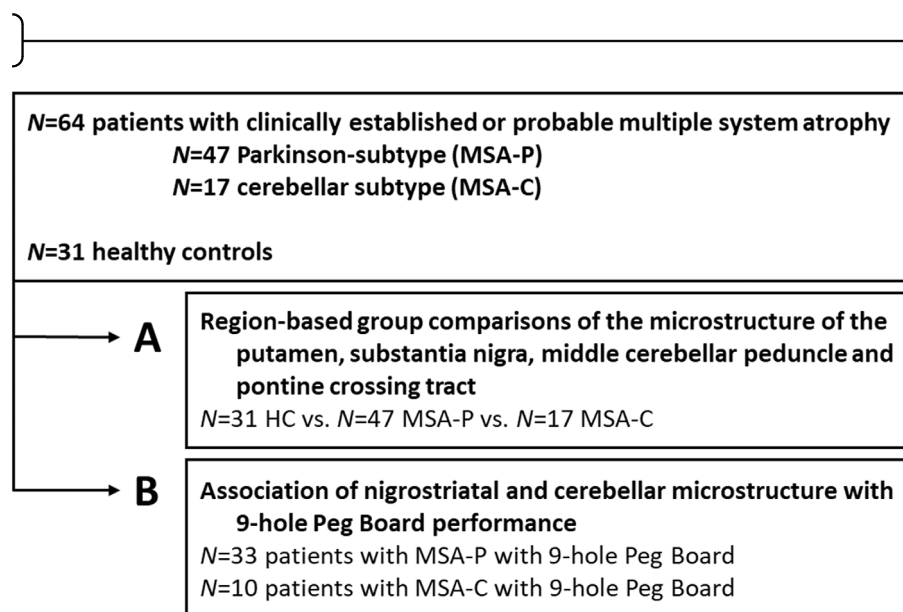 N=64 patients with clinically established or probable multiple system atrophy
N=47 Parkinson-subtype (MSA-P)
N=17 cerebellar subtype (MSA-C)
N=31 healthy controls
A
Region-based group comparisons of the microstructure of the
putamen, substantia nigra, middle cerebellar peduncle and
pontine crossing tract
N=31 HC vs. N=47 MSA-P vs. N=17 MSA-C
B
Association of nigrostriatal and cerebellar microstructure with
9-hole Peg Board performance
N=33 patients with MSA-P with 9-hole Peg Board
N=10 patients with MSA-C with 9-hole Peg Board